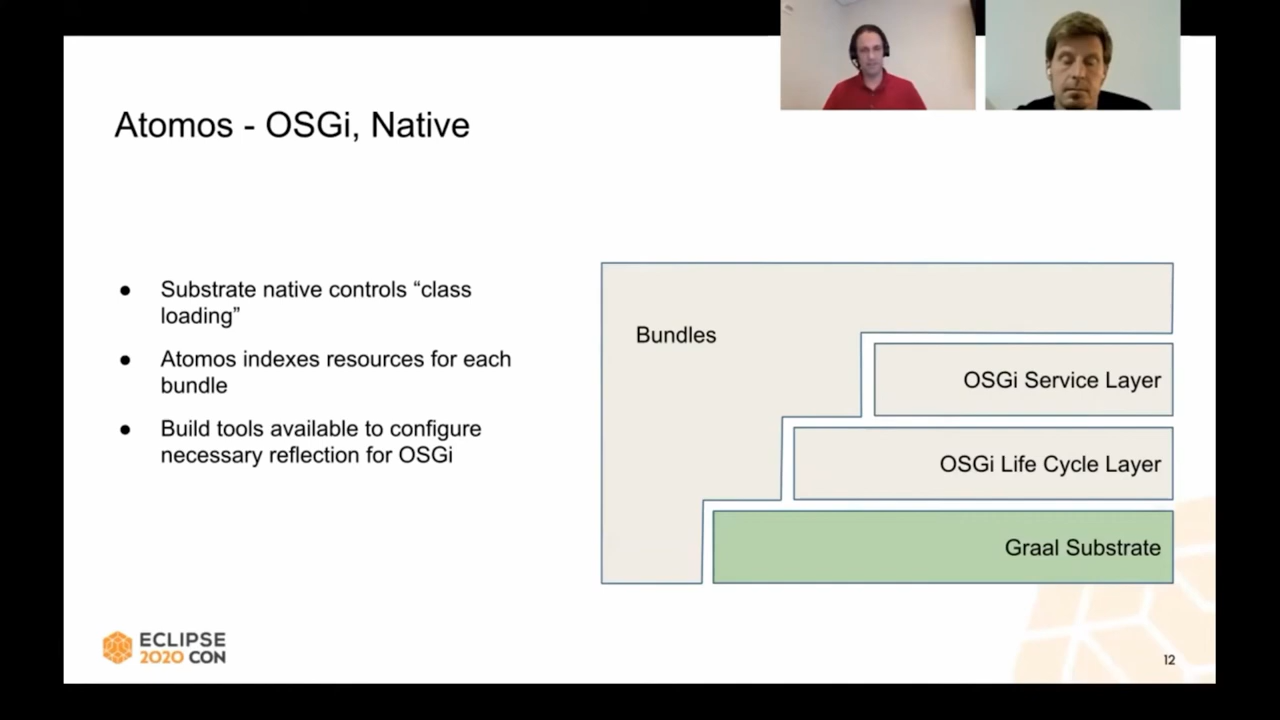 Atomos - OSGi, Native
● Substrate native controls “class
loading”
● Atomos indexes resources for each
bundle
● Build tools available to configure
necessary reflection for OSGi
Bundles
OSGi Service Layer
OSGi Life Cycle Layer
Graal Substrate
ECLIPSE
2020 CON
12